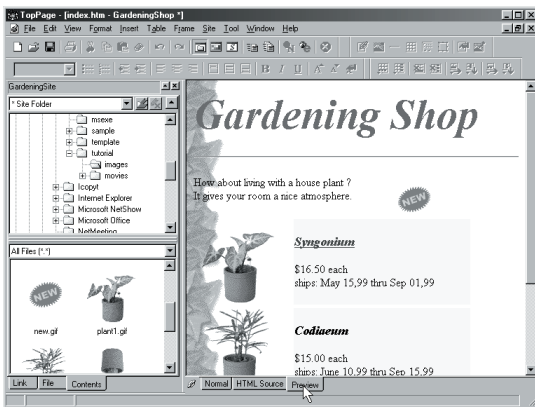 TopPage - [index.htm - GardeningShop *]
File Edit View Format Insert Table Frame Site Tool Window Help
B I U
GardeningSite
* Site Folder
msexe
sample
template
tutorial
images
movies
Icopyt
Internet Explorer
Microsoft NetShow
Microsoft Office
NetMeeting
All Files (*.*)
NEW
new.gif plant1.gif
Link File Contents
Gardening Shop
How about living with a house plant ?
It gives your room a nice atmosphere.
NEW
Syngonium
$16.50 each
ships: May 15,99 thru Sep 01,99
Codiaeum
$15.00 each
ships: June 10,99 thru Sep 15,99
Normal HTML Source Preview